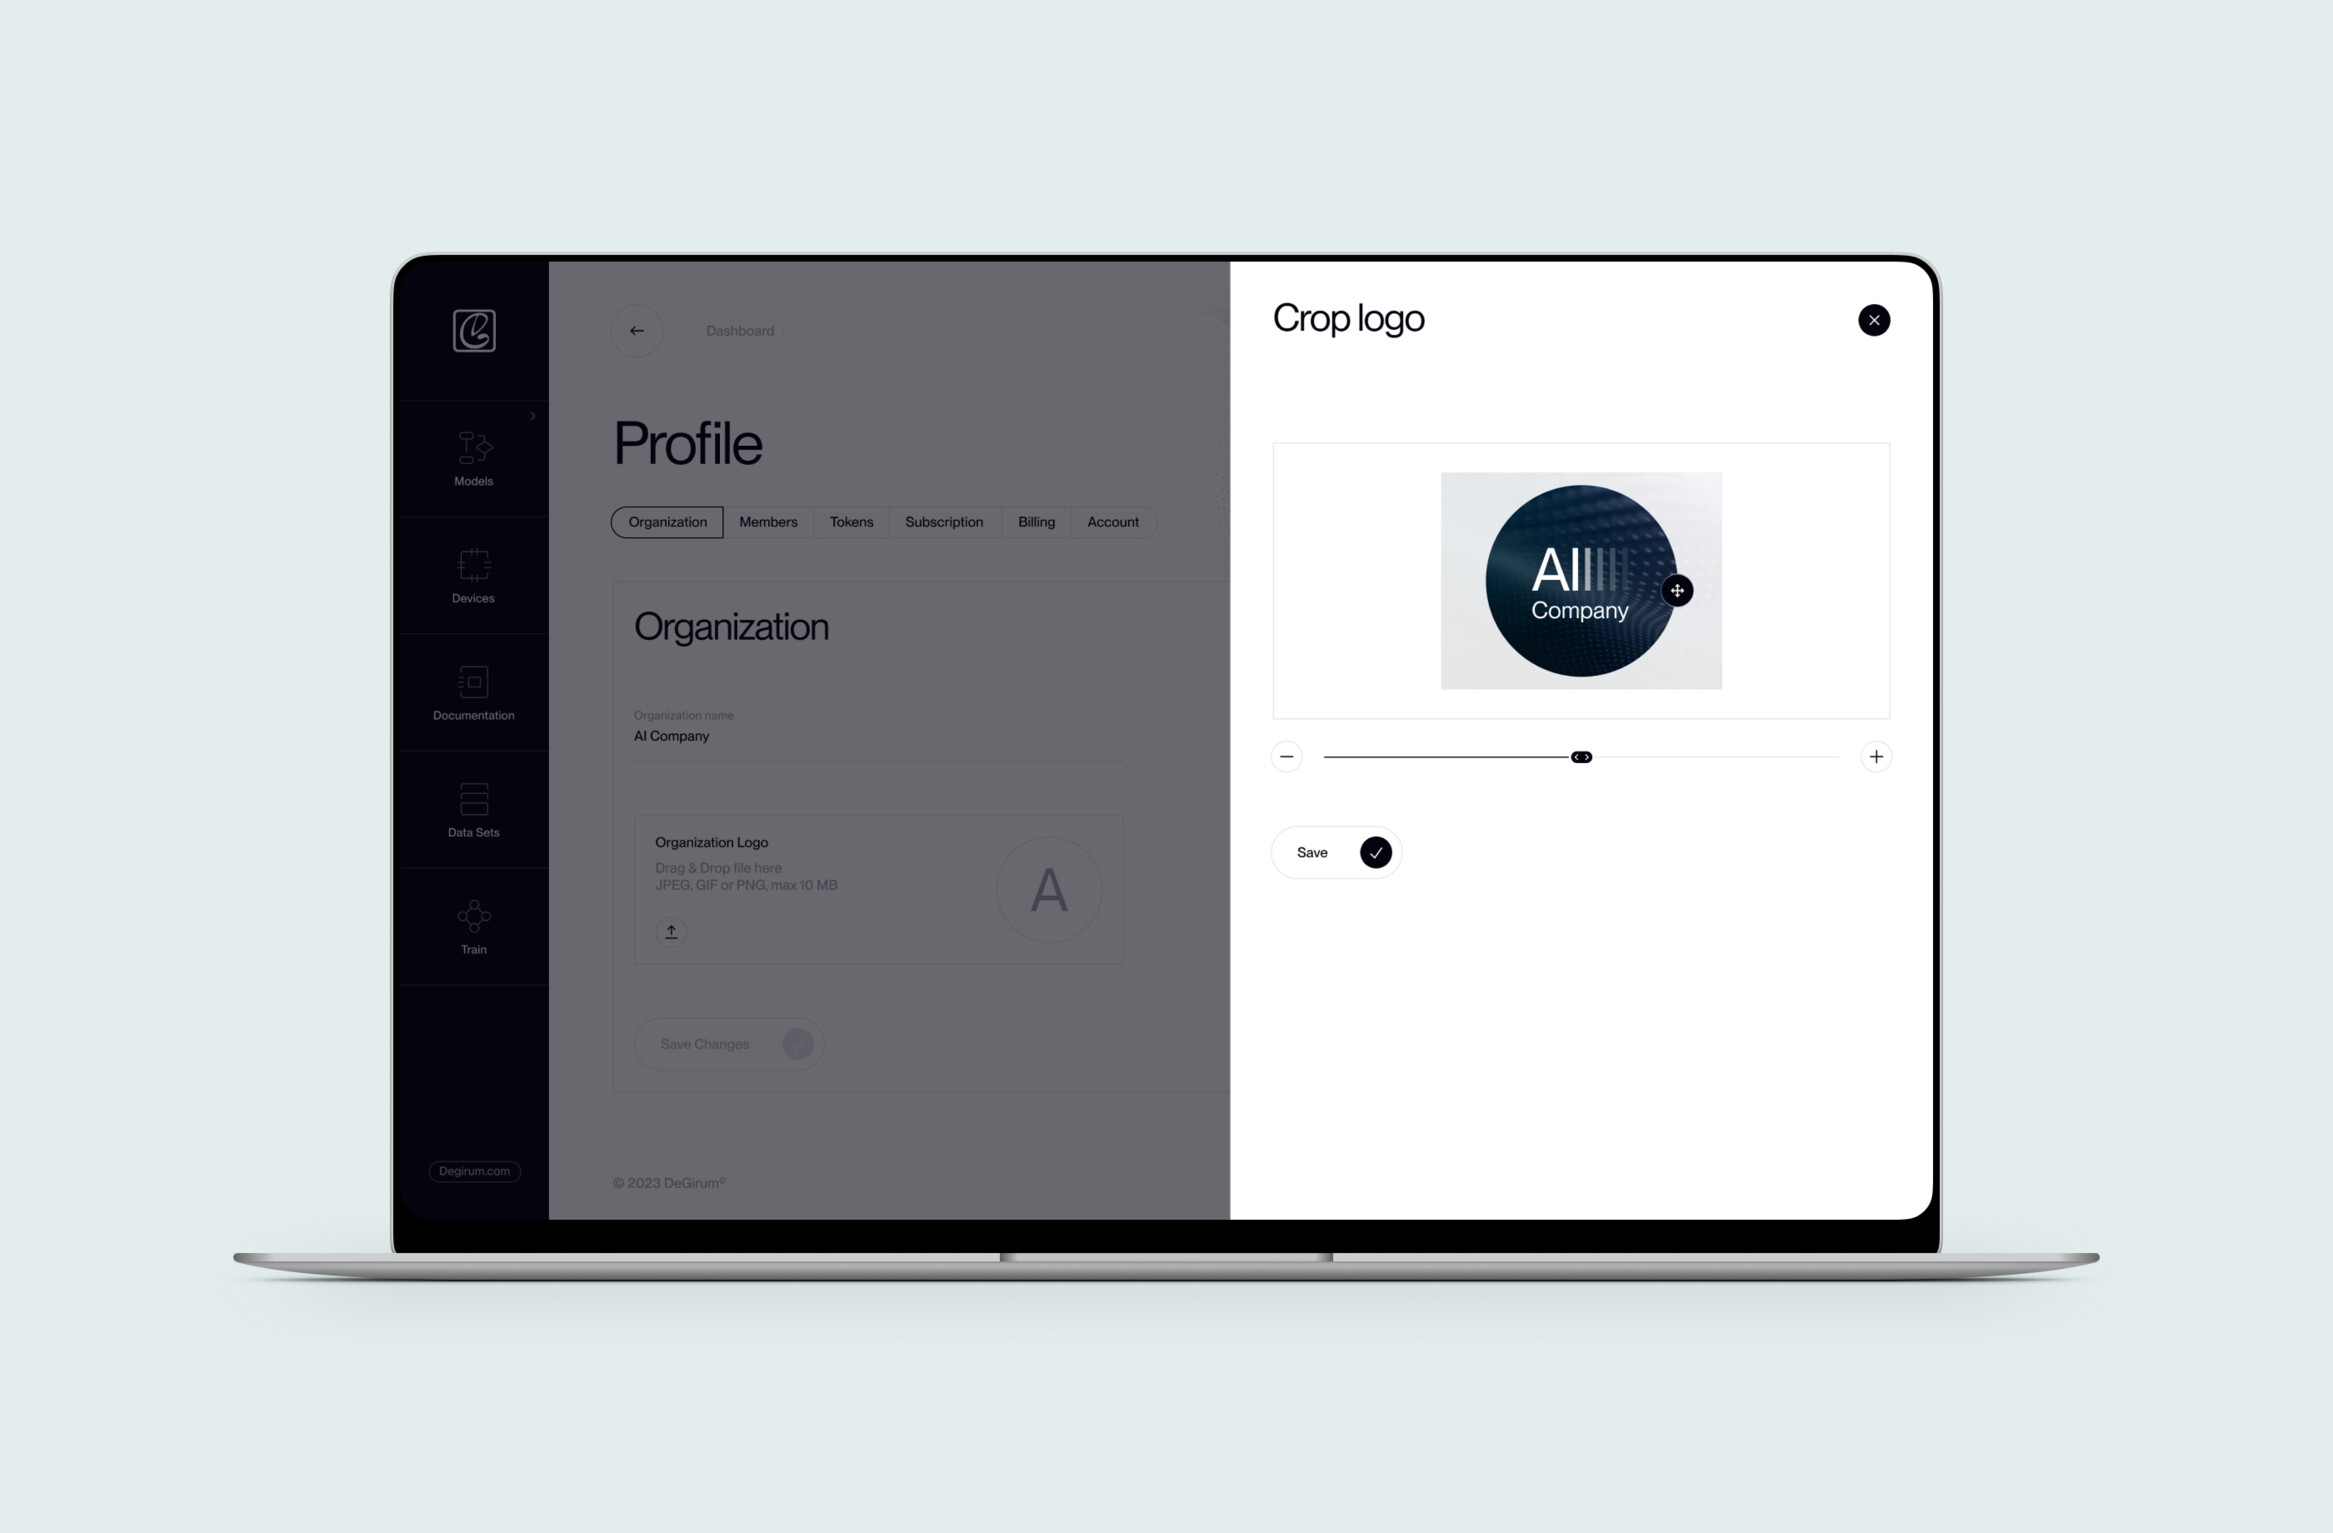 Models
Devices
Documentation
Data Sets
Train
Degirum.com
Dashboard /
Profile
Organization
Members
Tokens
Subscription
Billing
Account
Organization
Organization name
AI Company
Organization Logo
Drag & Drop file here
JPEG, GIF or PNG, max 10 MB
A
Save Changes
© 2023 DeGirum®
Crop logo
AI
Company
Save